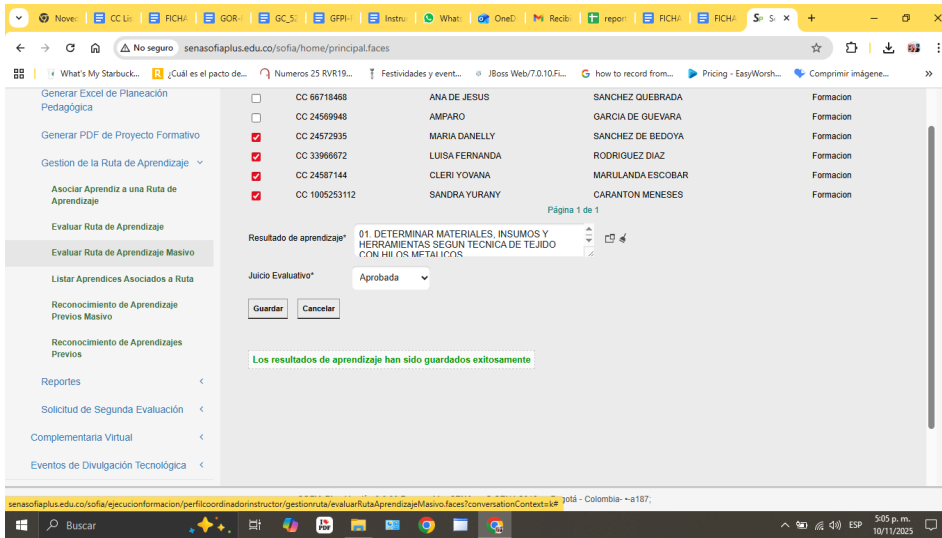 Novec
CC Lis
FICHA
GOR-
GC_52
GFPI-
Instru
Whats
OneD
Recibi
report
FICHA
FICHA
No seguro
senasofiaplus.edu.co/sofia/home/principal.faces
What's My Starbuck...
¿Cuál es el pacto de...
Numeros 25 RVR19...
Festividades y event...
JBoss Web/7.0.10.Fi...
how to record from...
Pricing - EasyWorsh...
Comprimir imágene...
Generar Excel de Planeación
Pedagógica
Generar PDF de Proyecto Formativo
Gestion de la Ruta de Aprendizaje
Asociar Aprendiz a una Ruta de
Aprendizaje
Evaluar Ruta de Aprendizaje
Evaluar Ruta de Aprendizaje Masivo
Listar Aprendices Asociados a Ruta
Reconocimiento de Aprendizaje
Previos Masivo
Reconocimiento de Aprendizajes
Previos
Reportes
Solicitud de Segunda Evaluación
Complementaria Virtual
Eventos de Divulgación Tecnológica
CC 66718468 ANA DE JESUS SANCHEZ QUEBRADA Formacion
CC 24569948 AMPARO GARCIA DE GUEVARA Formacion
CC 24572935 MARIA DANELLY SANCHEZ DE BEDOYA Formacion
CC 33966672 LUISA FERNANDA RODRIGUEZ DIAZ Formacion
CC 24587144 CLERI YOVANA MARULANDA ESCOBAR Formacion
CC 1005253112 SANDRA YURANY CARANTON MENESES Formacion
Página 1 de 1
Resultado de aprendizaje*
01. DETERMINAR MATERIALES, INSUMOS Y
HERRAMIENTAS SEGUN TECNICA DE TEJIDO
CON HILOS METALICOS
Juicio Evaluativo*
Aprobada
Guardar
Cancelar
Los resultados de aprendizaje han sido guardados exitosamente
gotá - Colombia- ←a187;
senasofiaplus.edu.co/sofia/ejecucionformacion/perfilcoordinadorinstructor/gestionruta/evaluarRutaAprendizajeMasivo.faces?conversationContext=k#
Buscar
ESP
5:05 p. m.
10/11/2025